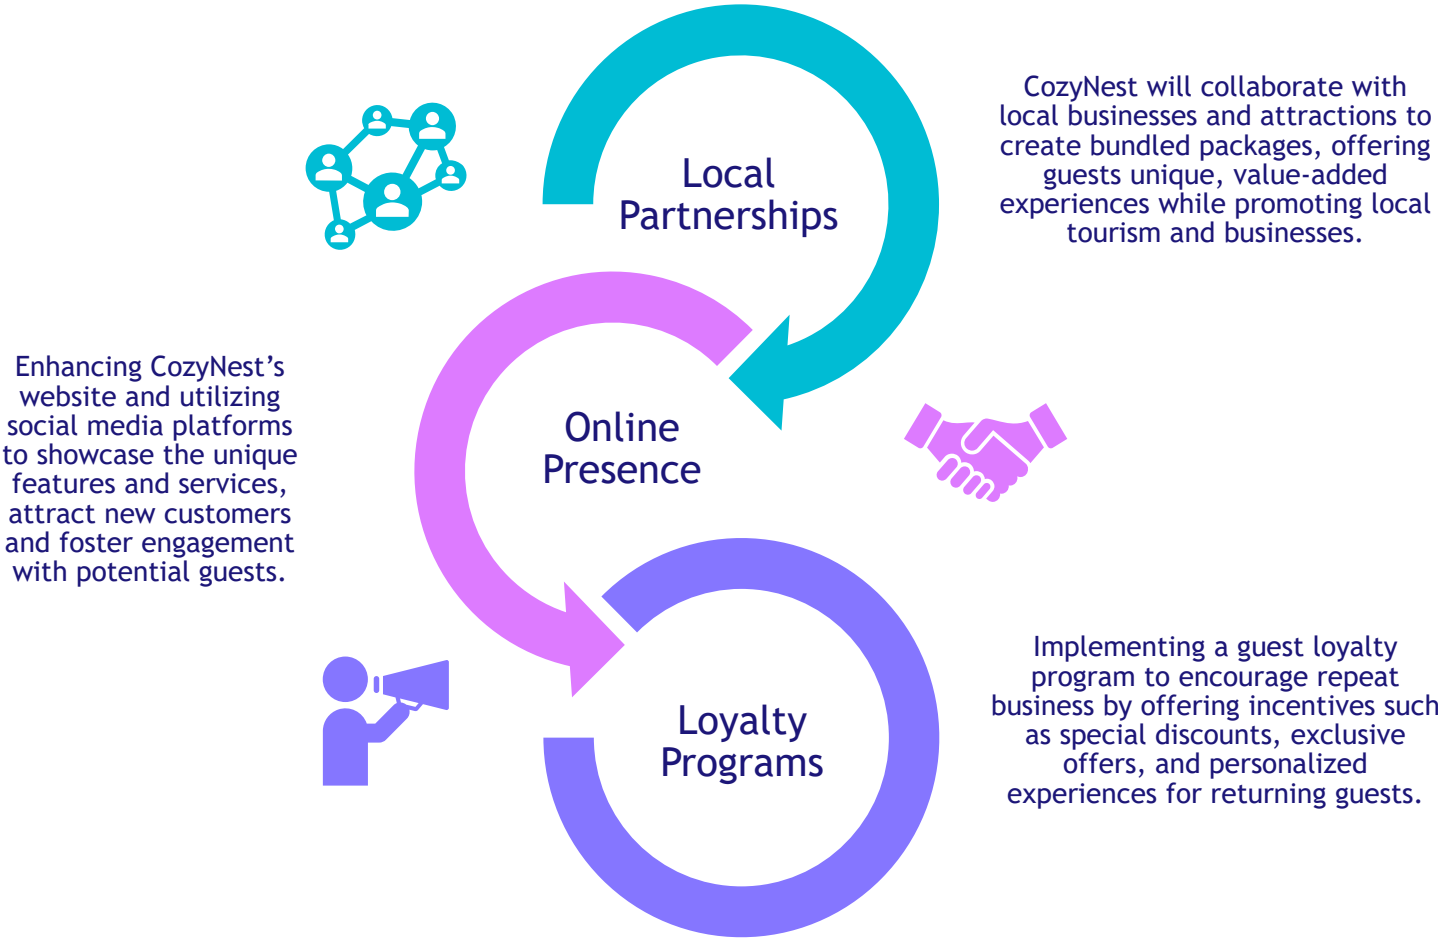 Local
Partnerships
CozyNest will collaborate with
local businesses and attractions to
create bundled packages, offering
guests unique, value-added
experiences while promoting local
tourism and businesses.
Online
Presence
Enhancing CozyNest’s
website and utilizing
social media platforms
to showcase the unique
features and services,
attract new customers
and foster engagement
with potential guests.
Loyalty
Programs
Implementing a guest loyalty
program to encourage repeat
business by offering incentives such
as special discounts, exclusive
offers, and personalized
experiences for returning guests.